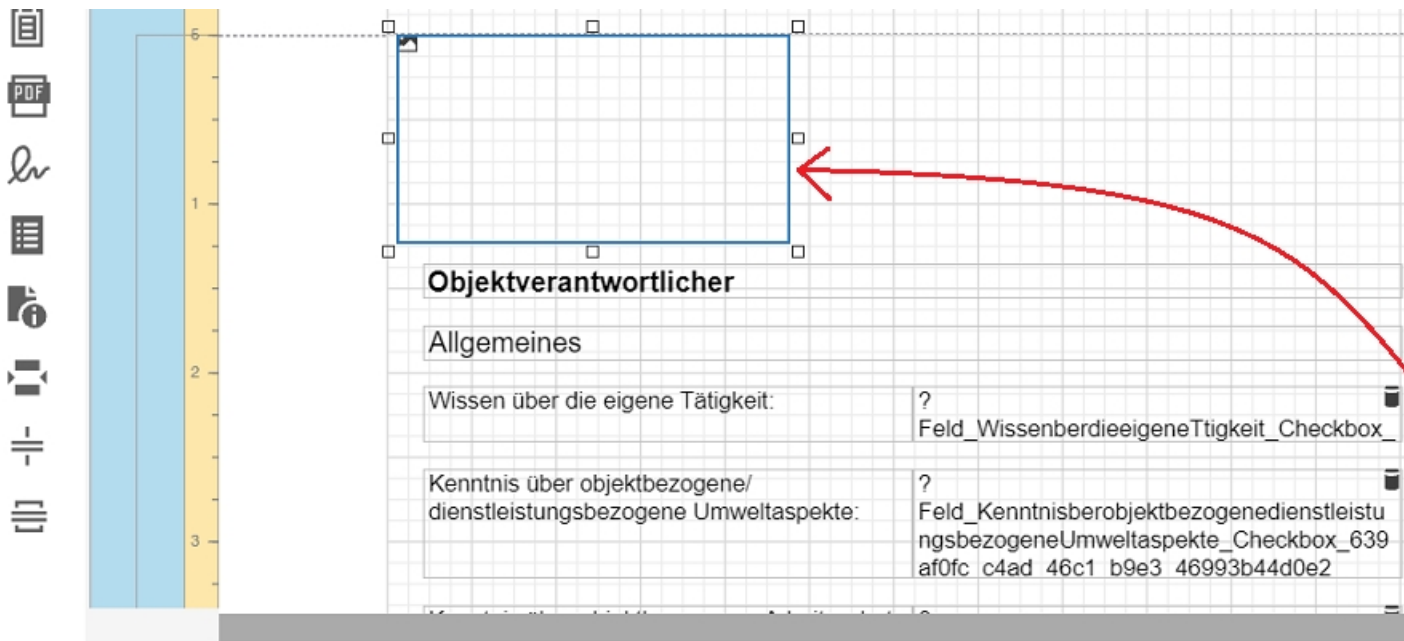 PDF
6
1
Objektverantwortlicher
Allgemeines
2
Wissen über die eigene Tätigkeit:
?
Feld_WissenberdieeigeneTtigkeit_Checkbox_
Kenntnis über objektbezogene/
dienstleistungsbezogene Umweltaspekte:
?
Feld_Kenntnisberobjektbezogenedienstleistu
ngsbezogeneUmweltaspekte_Checkbox_639
af0fc_c4ad_46c1_b9e3_46993b44d0e2
3